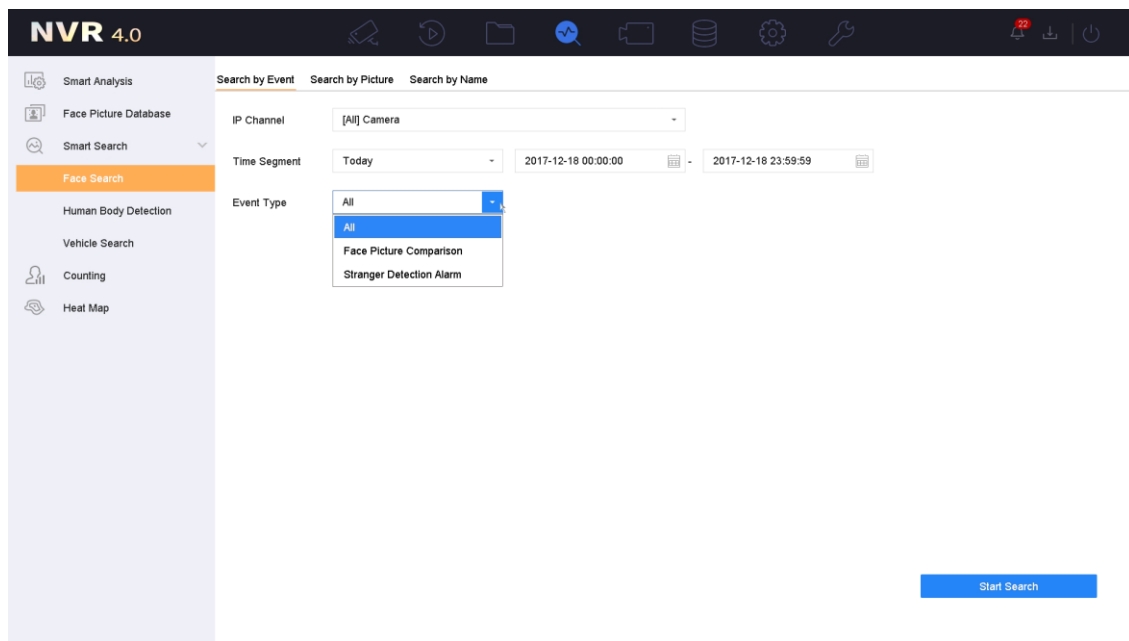 NVR 4.0
22
Smart Analysis
Face Picture Database
Smart Search
Face Search
Human Body Detection
Vehicle Search
Counting
Heat Map
Search by Event Search by Picture Search by Name
IP Channel [All] Camera
Time Segment Today 2017-12-18 00:00:00 - 2017-12-18 23:59:59
Event Type All
All
Face Picture Comparison
Stranger Detection Alarm
Start Search